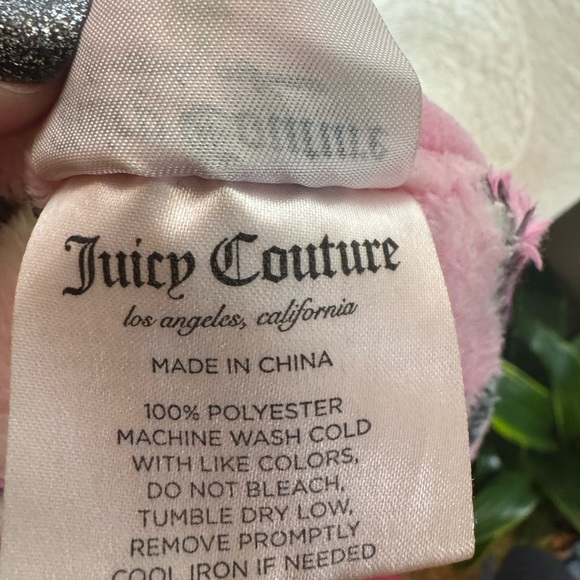 Juicy Couture
los angeles, california
MADE IN CHINA
100% POLYESTER
MACHINE WASH COLD
WITH LIKE COLORS,
DO NOT BLEACH,
TUMBLE DRY LOW,
REMOVE PROMPTLY
COOL IRON IF NEEDED